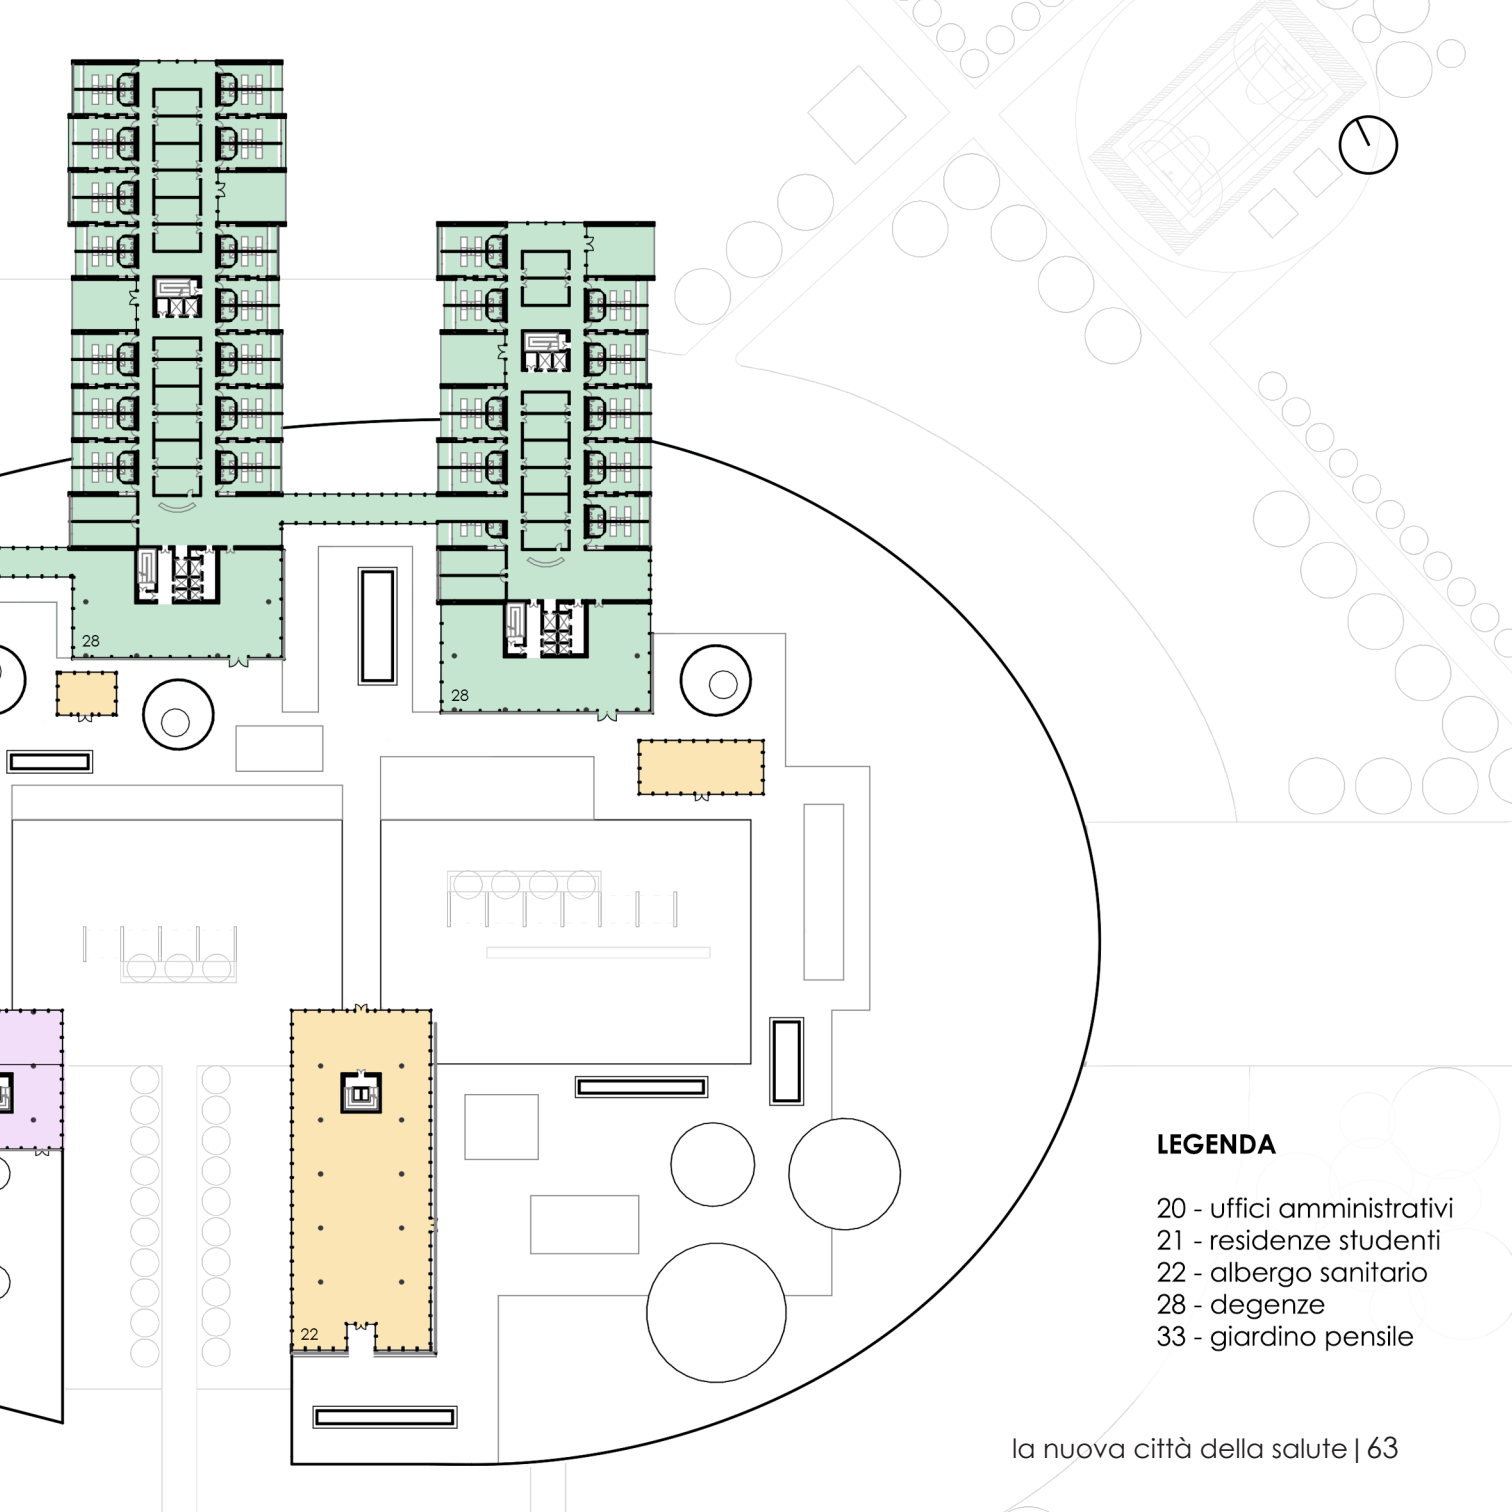 28
28
22
LEGENDA
20 - uffici amministrativi
21 - residenze studenti
22 - albergo sanitario
28 - degenze
33 - giardino pensile
la nuova città della salute | 63